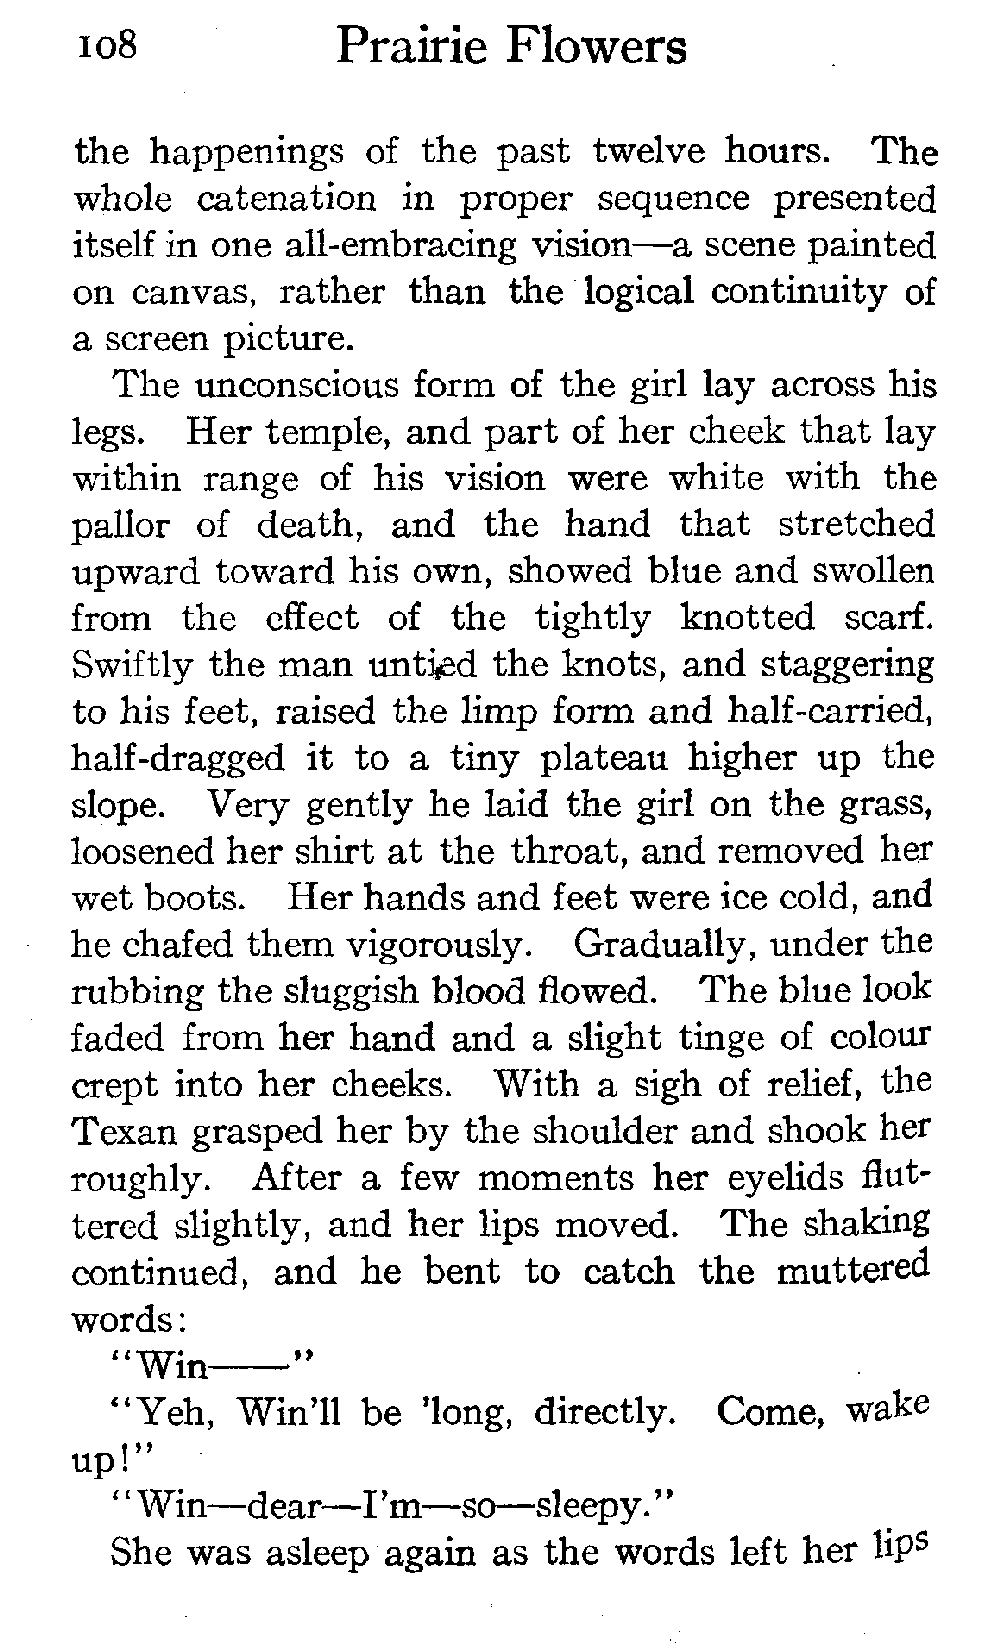 108 Prairie Flowers
the happenings of the past twelve hours. The
whole catenation in proper sequence presented
itself in one all-embracing vision—a scene painted
on canvas, rather than the logical continuity of
a screen picture.
The unconscious form of the girl lay across his
legs. Her temple, and part of her cheek that lay
within range of his vision were white with the
pallor of death, and the hand that stretched
upward toward his own, showed blue and swollen
from the effect of the tightly knotted scarf.
Swiftly the man untied the knots, and staggering
to his feet, raised the limp form and half-carried,
half-dragged it to a tiny plateau higher up the
slope. Very gently he laid the girl on the grass,
loosened her shirt at the throat, and removed her
wet boots. Her hands and feet were ice cold, and
he chafed them vigorously. Gradually, under the
rubbing the sluggish blood flowed. The blue look
faded from her hand and a slight tinge of colour
crept into her cheeks. With a sigh of relief, the
Texan grasped her by the shoulder and shook her
roughly. After a few moments her eyelids flut-
tered slightly, and her lips moved. The shaking
continued, and he bent to catch the muttered
words:
"Win——"
"Yeh, Win'll be 'long, directly. Come, wake
up!"
"Win—dear—I'm—so—sleepy."
She was asleep again as the words left her lips